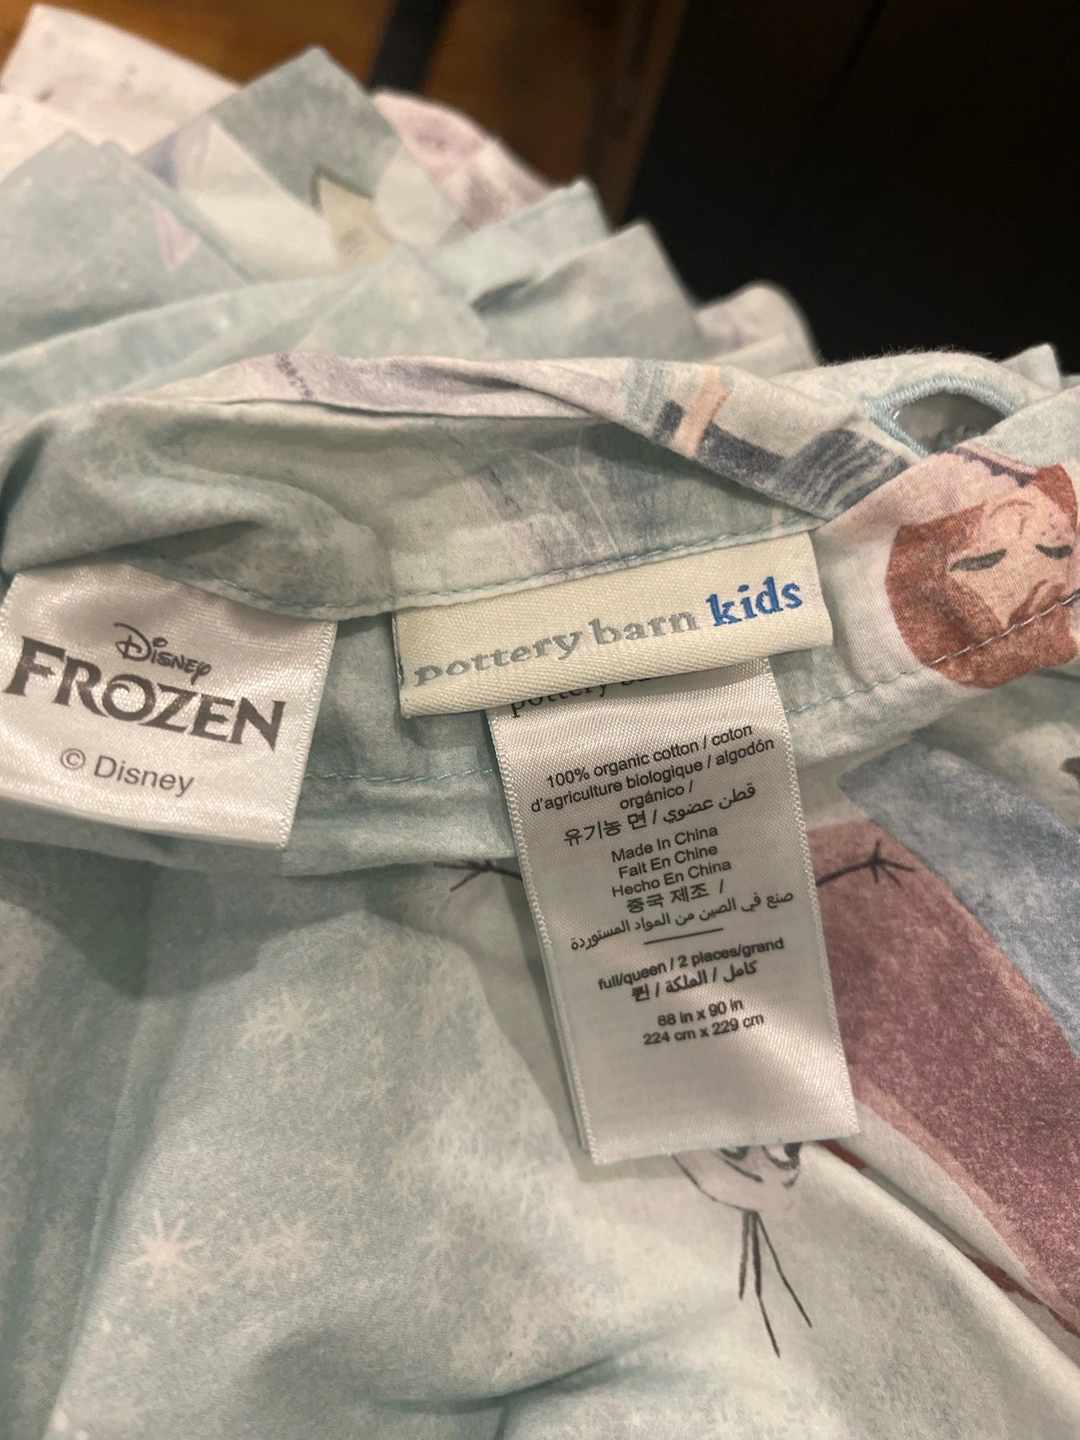 Disney
FROZEN
© Disney
pottery barn kids
pottery
100% organic cotton / coton
d'agriculture biologique / algodón
orgánico /
유기농 면 / قطن عضوي
Made In China
Fait En Chine
Hecho En China
중국 제조 /
صنع في الصين من المواد المستوردة
full/queen / 2 places/grand
퀸 / كامل / الملكة
88 in x 90 in
224 cm x 229 cm